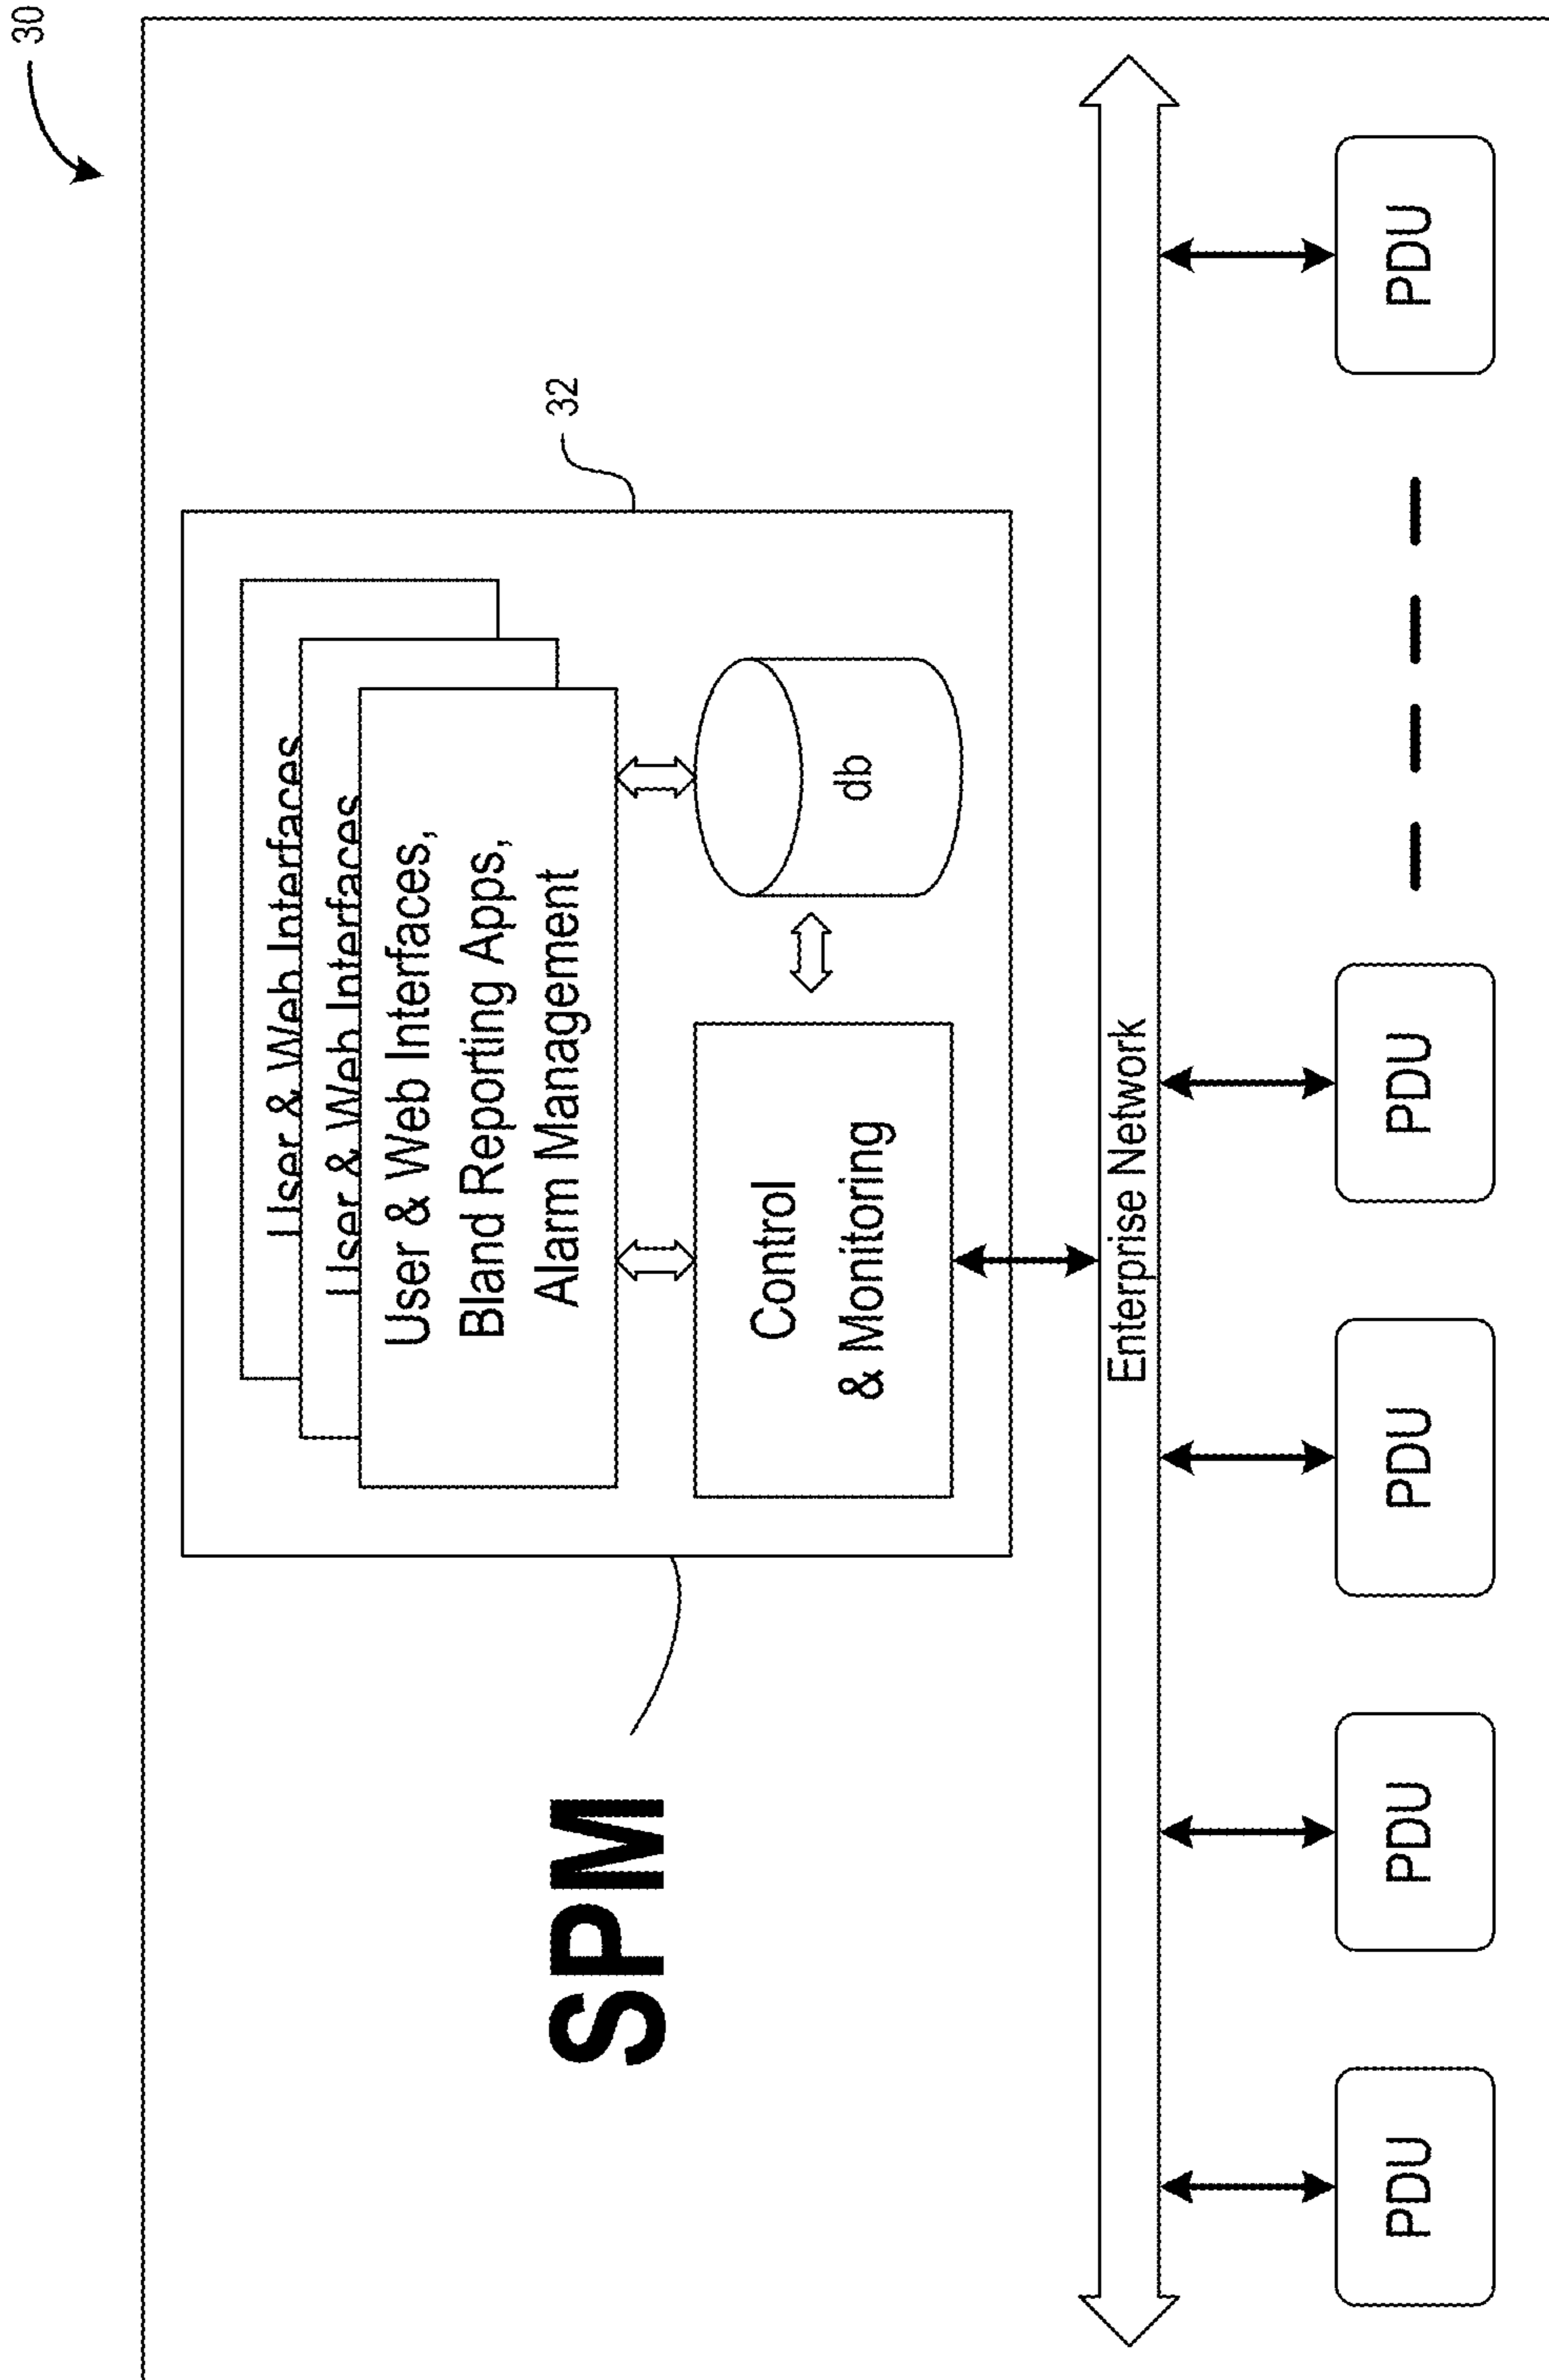 30
User & Web Interfaces
User & Web Interfaces
User & Web Interfaces,
Bland Reporting Apps,
Alarm Management
32
SPM
Control
& Monitoring
db
Enterprise Network
PDU
PDU
PDU
PDU
PDU